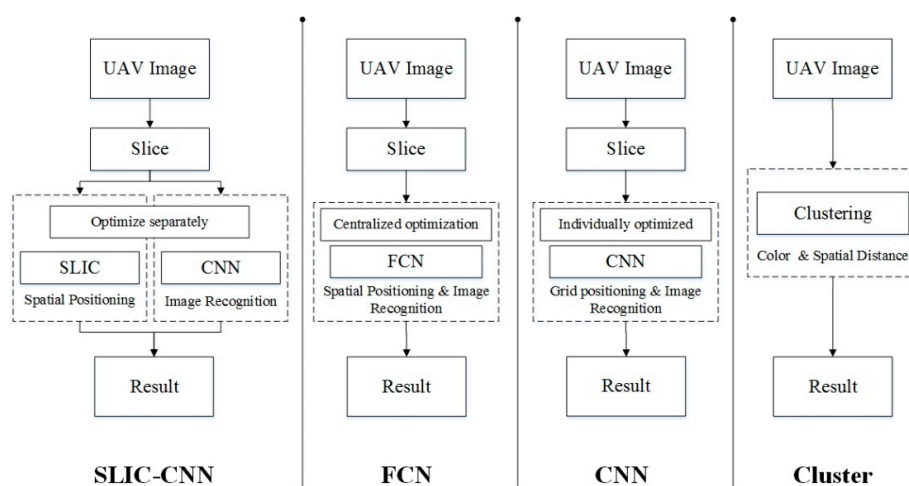 UAV Image
Slice
Optimize separately
SLIC
CNN
Spatial Positioning
Image Recognition
Result
SLIC-CNN
UAV Image
Slice
Centralized optimization
FCN
Spatial Positioning & Image
Recognition
Result
FCN
UAV Image
Slice
Individually optimized
CNN
Grid positioning & Image
Recognition
Result
CNN
UAV Image
Clustering
Color & Spatial Distance
Result
Cluster